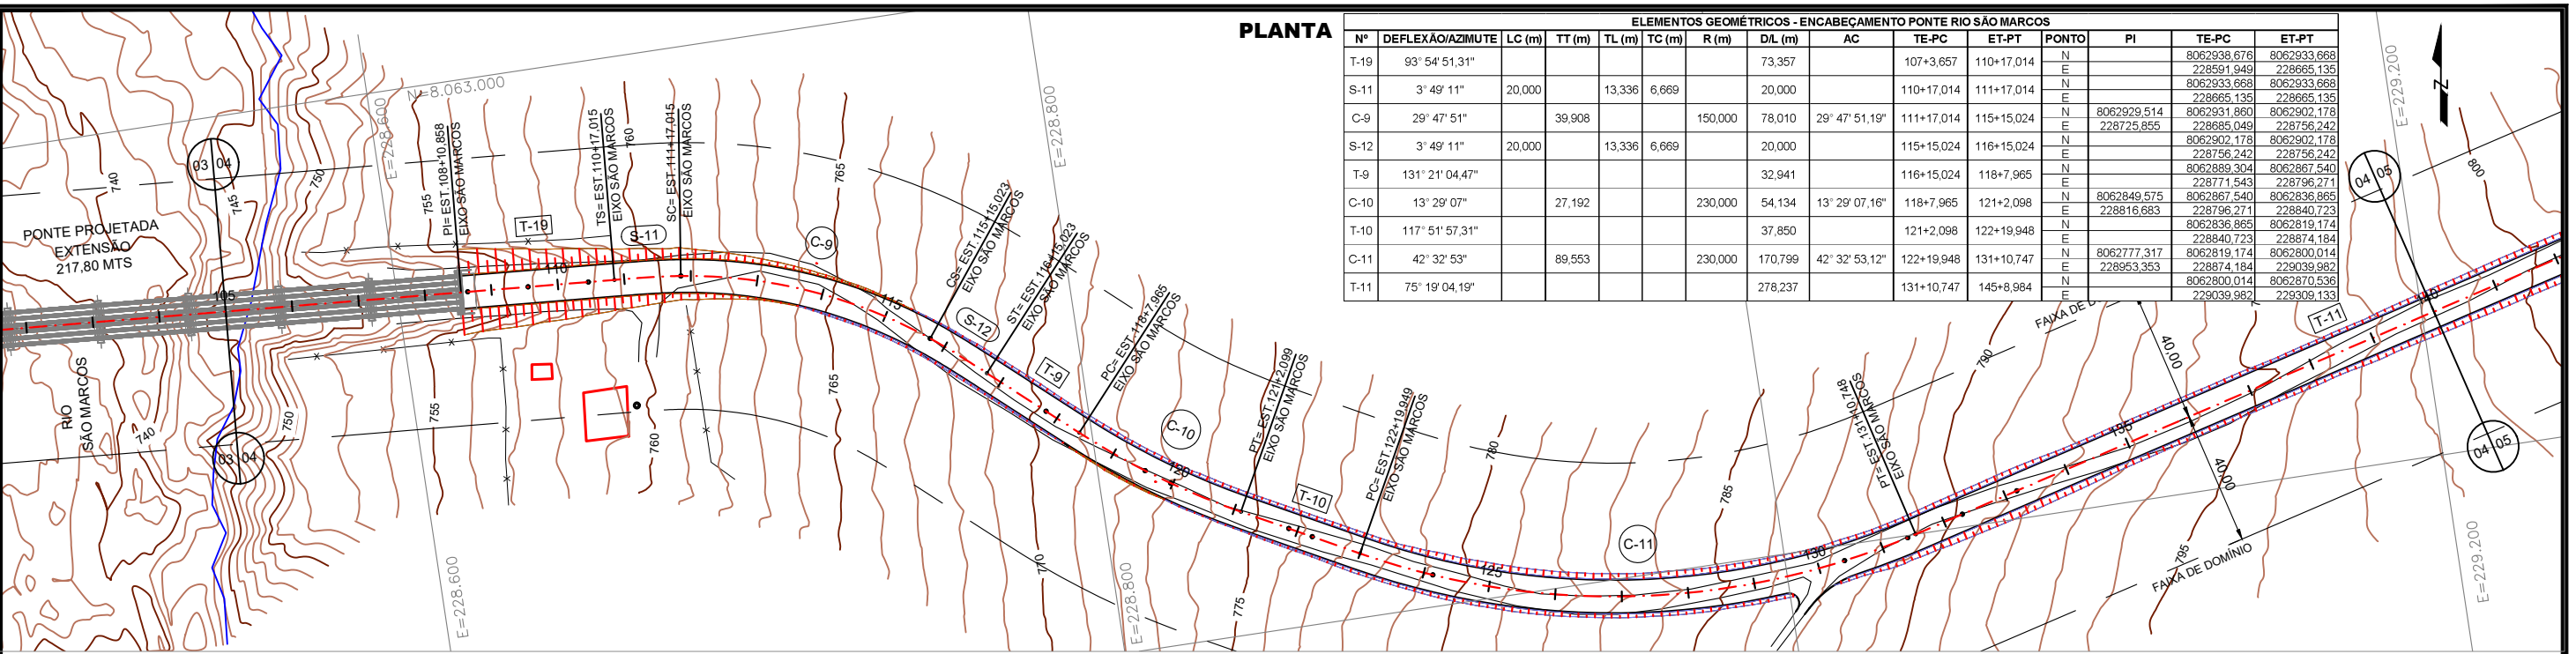 PLANTA
ELEMENTOS GEOMÉTRICOS - ENCABEÇAMENTO PONTE RIO SÃO MARCOS
Nº DEFLEXÃO/AZIMUTE LC (m) TT (m) TL (m) TC (m) R (m) D/L (m) AC TE-PC ET-PT PONTO PI TE-PC ET-PT
T-19 93° 54' 51,31" 73,357 107+3,657 110+17,014 N 8062938,676 8062933,668
E 228591,949 228665,135
S-11 3° 49' 11" 20,000 13,336 6,669 20,000 110+17,014 111+17,014 N 8062933,668 8062933,668
E 228665,135 228665,135
C-9 29° 47' 51" 39,908 150,000 78,010 29° 47' 51,19" 111+17,014 115+15,024 N 8062929,514 8062931,860 8062902,178
E 228725,855 228685,049 228756,242
S-12 3° 49' 11" 20,000 13,336 6,669 20,000 115+15,024 116+15,024 N 8062902,178 8062902,178
E 228756,242 228756,242
T-9 131° 21' 04,47" 32,941 116+15,024 118+7,965 N 8062889,304 8062867,540
E 228771,543 228796,271
C-10 13° 29' 07" 27,192 230,000 54,134 13° 29' 07,16" 118+7,965 121+2,098 N 8062849,575 8062867,540 8062836,865
E 228816,683 228796,271 228840,723
T-10 117° 51' 57,31" 37,850 121+2,098 122+19,948 N 8062836,865 8062819,174
E 228840,723 228874,184
C-11 42° 32' 53" 89,553 230,000 170,799 42° 32' 53,12" 122+19,948 131+10,747 N 8062777,317 8062819,174 8062800,014
E 228953,353 228874,184 229039,982
T-11 75° 19' 04,19" 278,237 131+10,747 145+8,984 N 8062800,014 8062870,536
E 229039,982 229309,133
N
N=8.063.000
E=228.600
E=228.800
E=229.200
03 04
04 05
740
745
750
755
760
765
800
PONTE PROJETADA
EXTENSÃO
217,80 MTS
105
PI= EST.108+10,858
EIXO SÃO MARCOS
T-19
110
TS= EST.110+17,015
EIXO SÃO MARCOS
S-11
SC= EST.111+17,015
EIXO SÃO MARCOS
C-9
115
CS= EST.115+15,023
EIXO SÃO MARCOS
S-12
ST= EST.116+15,023
EIXO SÃO MARCOS
T-9
PC= EST.118+7,965
EIXO SÃO MARCOS
C-10
120
PT= EST.121+2,099
EIXO SÃO MARCOS
T-10
PC= EST.122+19,949
EIXO SÃO MARCOS
125
C-11
130
PT= EST.131+10,748
EIXO SÃO MARCOS
135
T-11
140
FAIXA DE
40,00
40,00
FAIXA DE DOMÍNIO
RIO
SÃO MARCOS
740
750
755
760
765
770
775
780
785
790
795
03 04
04 05
E=228.600
E=228.800
E=229.200